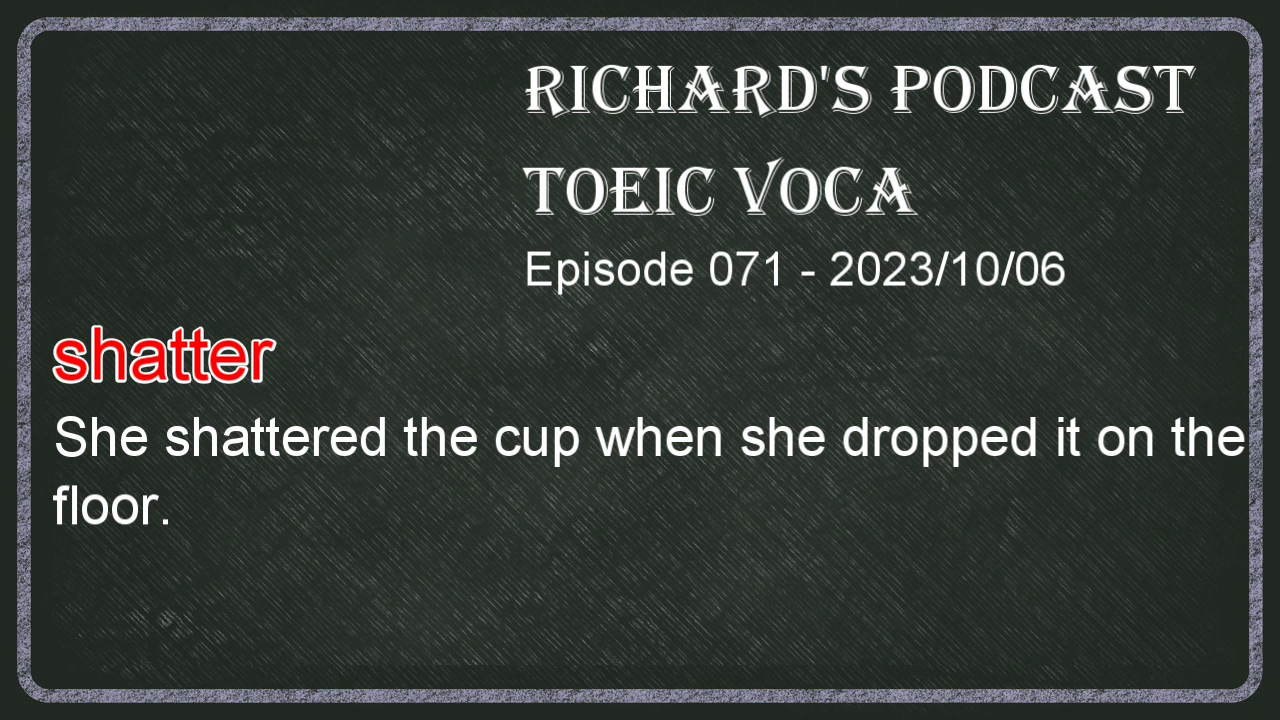 RICHARD'S PODCAST
TOEIC VOCA
Episode 071 - 2023/10/06
shatter
She shattered the cup when she dropped it on the
floor.